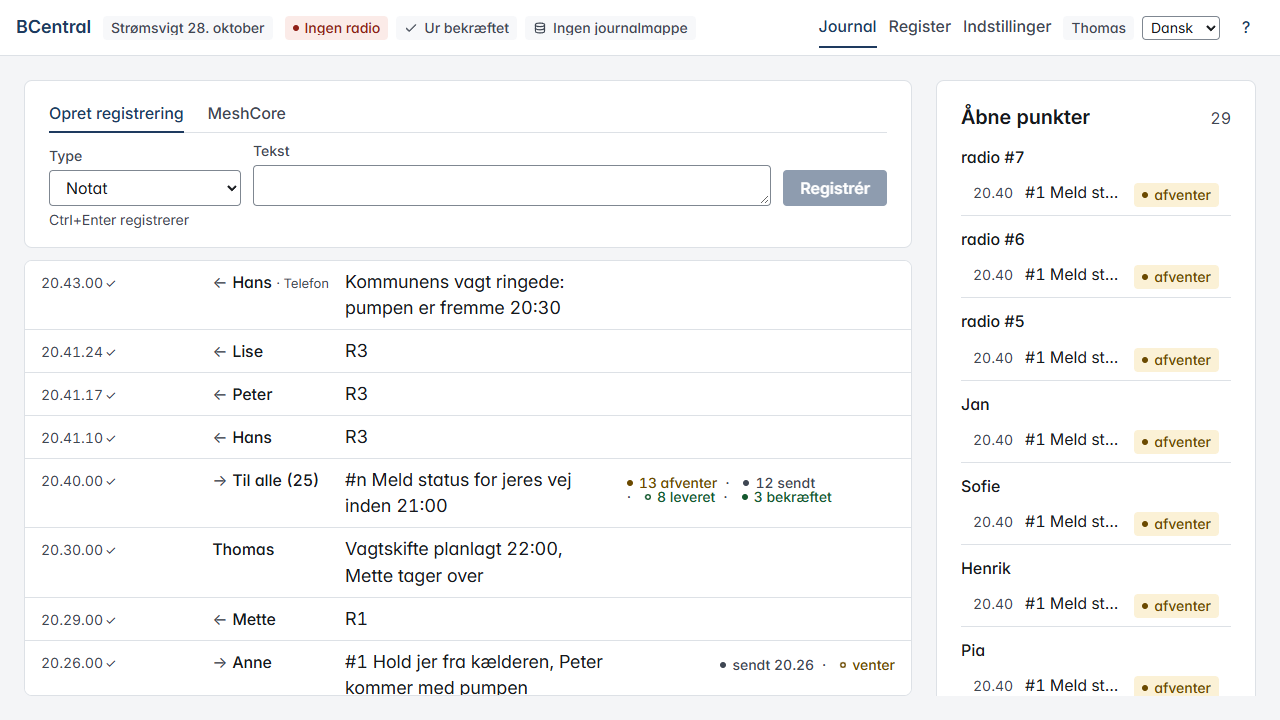 BCentral Strømsvigt 28. oktober Ingen radio Ur bekræftet Ingen journalmappe Journal Register Indstillinger Thomas Dansk ?
Opret registrering MeshCore
Type
Notat
Ctrl+Enter registrerer
Tekst
Registrér
20.43.00 ✓ ← Hans · Telefon Kommunens vagt ringede:
pumpen er fremme 20:30
20.41.24 ✓ ← Lise R3
20.41.17 ✓ ← Peter R3
20.41.10 ✓ ← Hans R3
20.40.00 ✓ → Til alle (25) #n Meld status for jeres vej
inden 21:00
13 afventer · 12 sendt
· 8 leveret · 3 bekræftet
20.30.00 ✓ Thomas Vagtskifte planlagt 22:00,
Mette tager over
20.29.00 ✓ ← Mette R1
20.26.00 ✓ → Anne #1 Hold jer fra kælderen, Peter
kommer med pumpen
sendt 20.26 · venter
Åbne punkter 29
radio #7
20.40 #1 Meld st... afventer
radio #6
20.40 #1 Meld st... afventer
radio #5
20.40 #1 Meld st... afventer
Jan
20.40 #1 Meld st... afventer
Sofie
20.40 #1 Meld st... afventer
Henrik
20.40 #1 Meld st... afventer
Pia
20.40 #1 Meld st... afventer